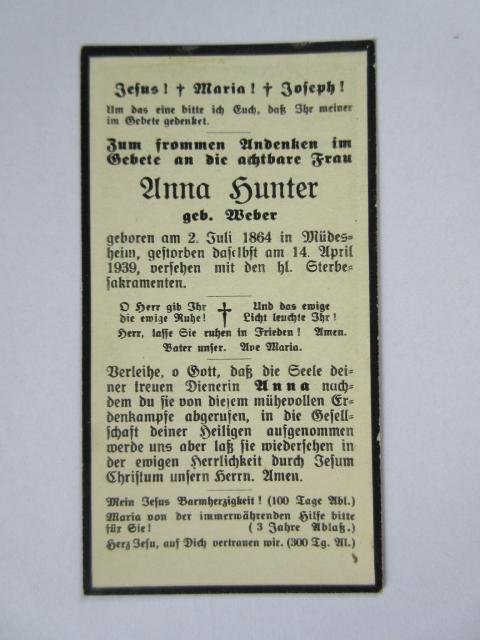 Jesus! † Maria! † Joseph!
Um das eine bitte ich Euch, daß Ihr meiner
im Gebete gedenket.
Zum frommen Andenken im
Gebete an die achtbare Frau
Anna Hunter
geb. Weber
geboren am 2. Juli 1864 in Müdes-
heim, gestorben daselbst am 14. April
1939, versehen mit den hl. Sterbe-
sakramenten.
O Herr gib Ihr † Und das ewige
die ewige Ruhe! Licht leuchte Ihr!
Herr, lasse Sie ruhen in Frieden! Amen.
Vater unser. Ave Maria.
Verleihe, o Gott, daß die Seele dei-
ner treuen Dienerin Anna nach-
dem du sie von diesem mühevollen Er-
denkampfe abgerufen, in die Gesell-
schaft deiner Heiligen aufgenommen
werde uns aber laß sie wiedersehen in
der ewigen Herrlichkeit durch Jesum
Christum unsern Herrn. Amen.
Mein Jesus Barmherzigkeit! (100 Tage Abl.)
Maria von der immerwährenden Hilfe bitte
für Sie! (3 Jahre Ablaß.)
Herz Jesu, auf Dich vertrauen wir. (300 Tg. Al.)